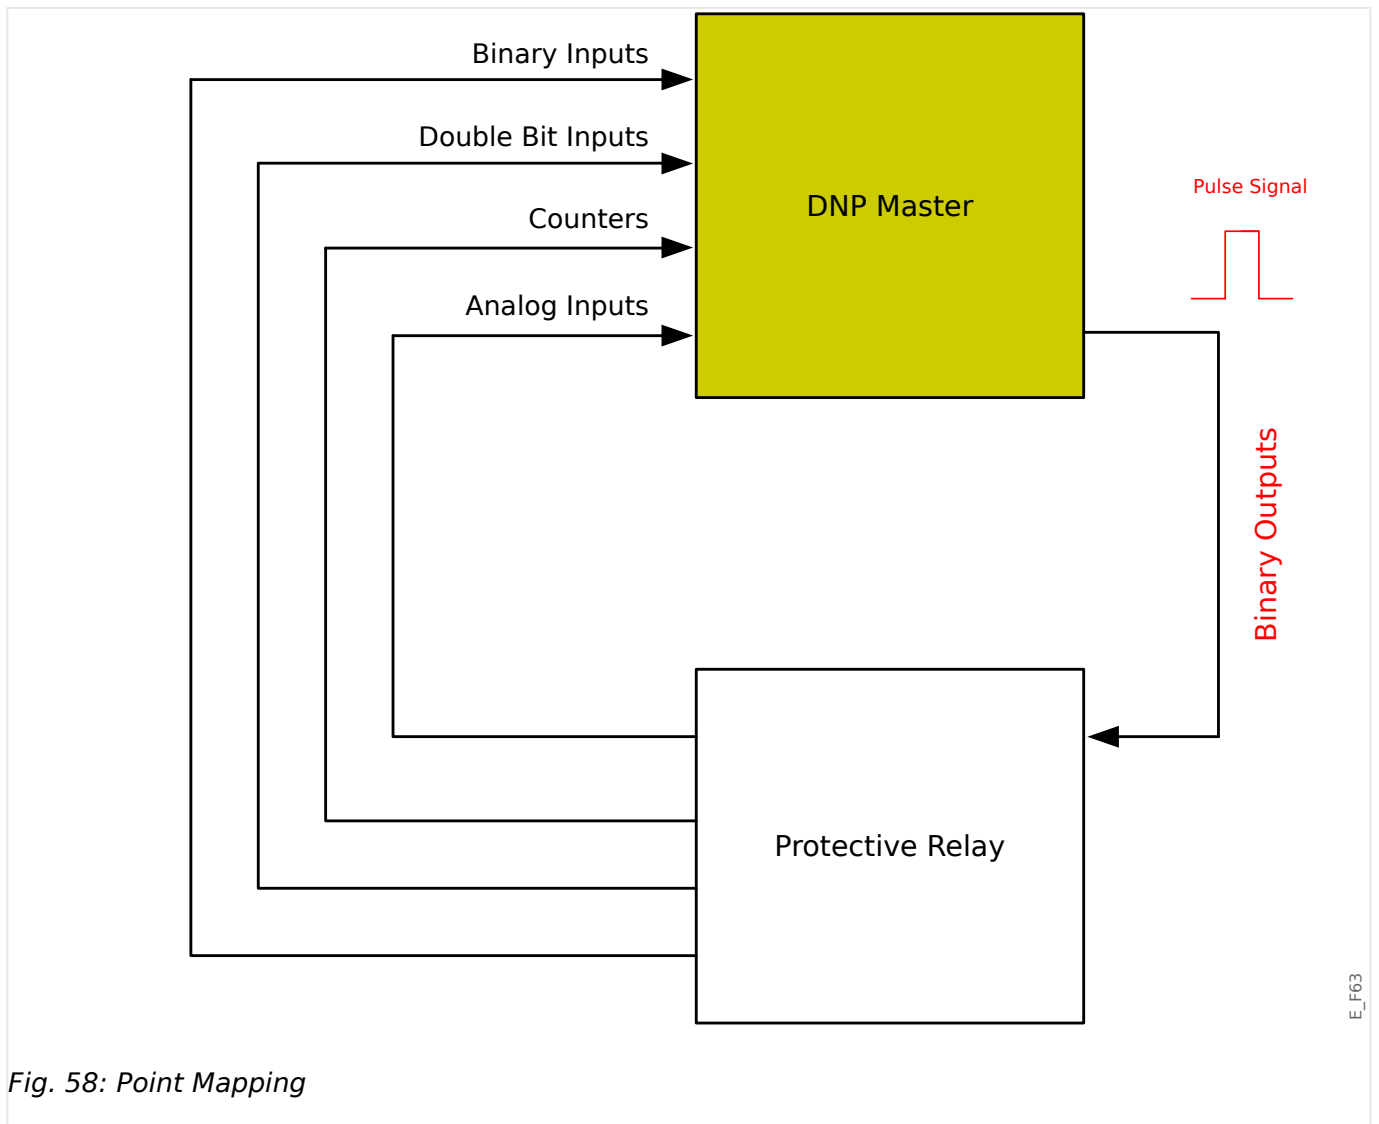 Binary Inputs
Double Bit Inputs
Counters
Analog Inputs
DNP Master
Pulse Signal
Binary Outputs
Protective Relay
E_F63
Fig. 58: Point Mapping